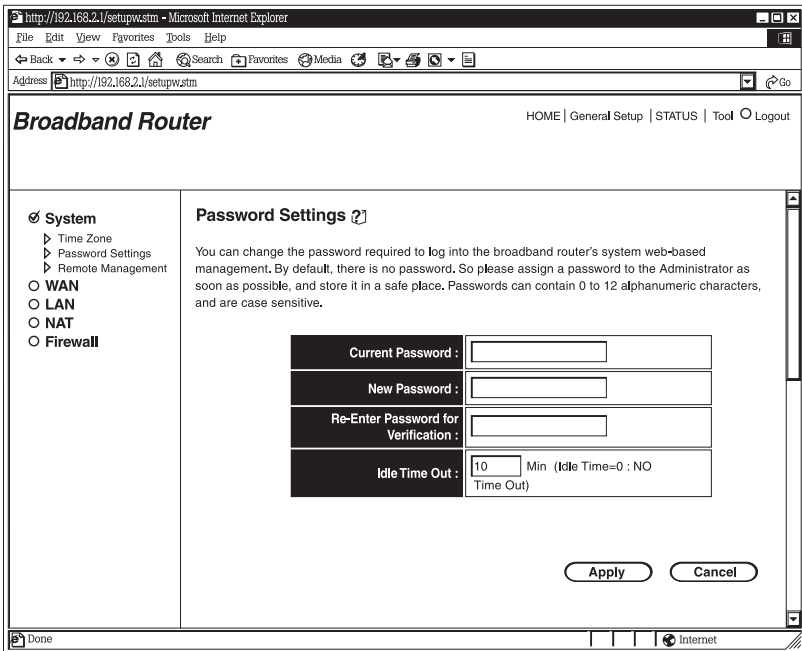 http://192.168.2.1/setupw.stm - Microsoft Internet Explorer
File Edit View Favorites Tools Help
Back Search Favorites Media
Address http://192.168.2.1/setupw.stm Go
Broadband Router
HOME | General Setup | STATUS | Tool Logout
System
Time Zone
Password Settings
Remote Management
WAN
LAN
NAT
Firewall
Password Settings
You can change the password required to log into the broadband router's system web-based
management. By default, there is no password. So please assign a password to the Administrator as
soon as possible, and store it in a safe place. Passwords can contain 0 to 12 alphanumeric characters,
and are case sensitive.
Current Password :
New Password :
Re-Enter Password for
Verification :
Idle Time Out :
10 Min (Idle Time=0 : NO
Time Out)
Apply Cancel
Done Internet